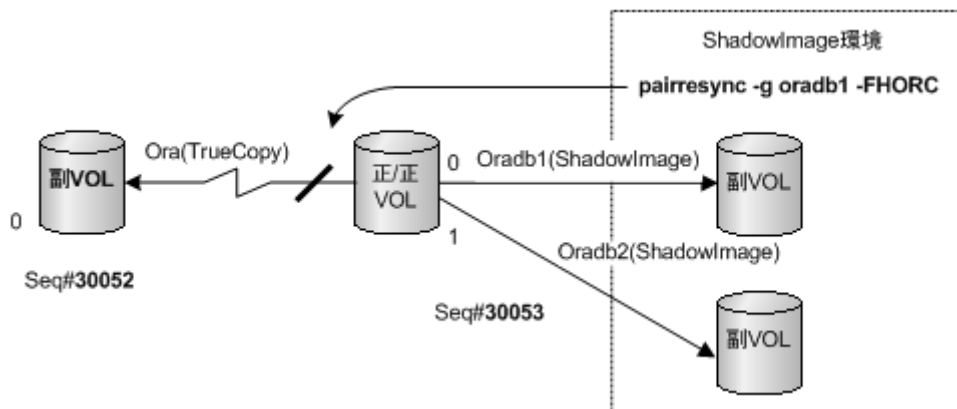 ShadowImage環境
pairresync -g oradb1 -FHORC
Ora(TrueCopy)
0
Oradb1(ShadowImage)
副VOL
正/正
VOL
副VOL
0
1
Oradb2(ShadowImage)
Seq#30052
Seq#30053
副VOL